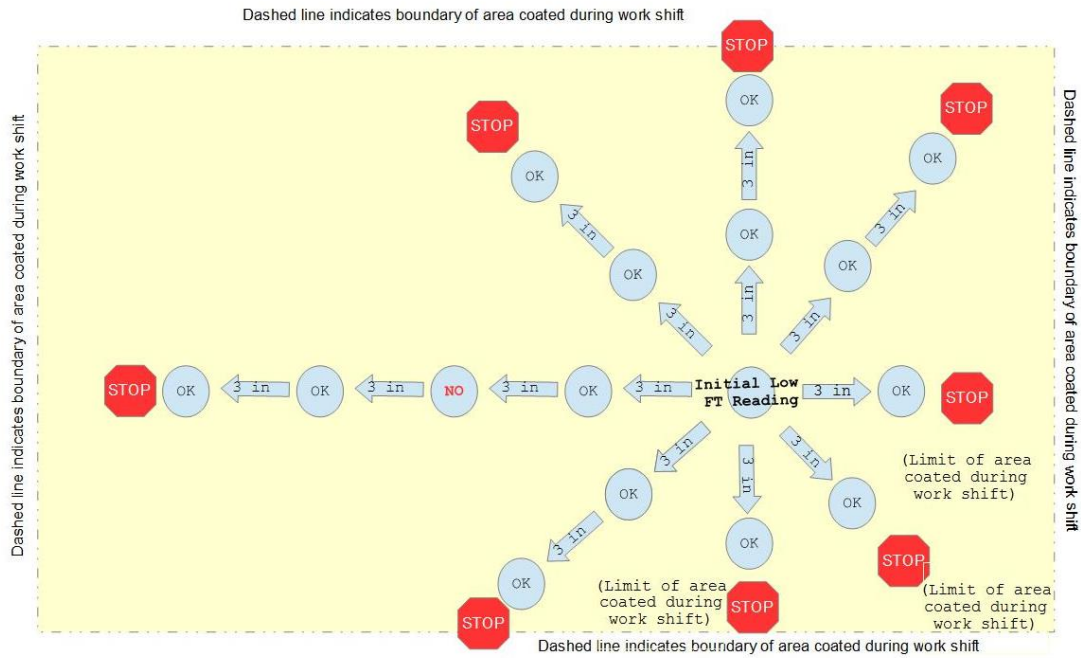 Dashed line indicates boundary of area coated during work shift
STOP
OK
STOP
STOP
OK
OK
3 in
3 in
3 in
OK
OK
OK
3 in
3 in
3 in
STOP
OK
3 in
OK
3 in
NO
3 in
OK
3 in
Initial Low
FT Reading
3 in
OK
STOP
3 in
3 in
3 in
(Limit of area
coated during
work shift)
OK
OK
3 in
OK
STOP
OK
(Limit of area
coated during
work shift)
STOP
(Limit of area
coated during
work shift)
STOP
Dashed line indicates boundary of area coated during work shift
Dashed line indicates boundary of area coated during work shift
Dashed line indicates boundary of area coated during work shift